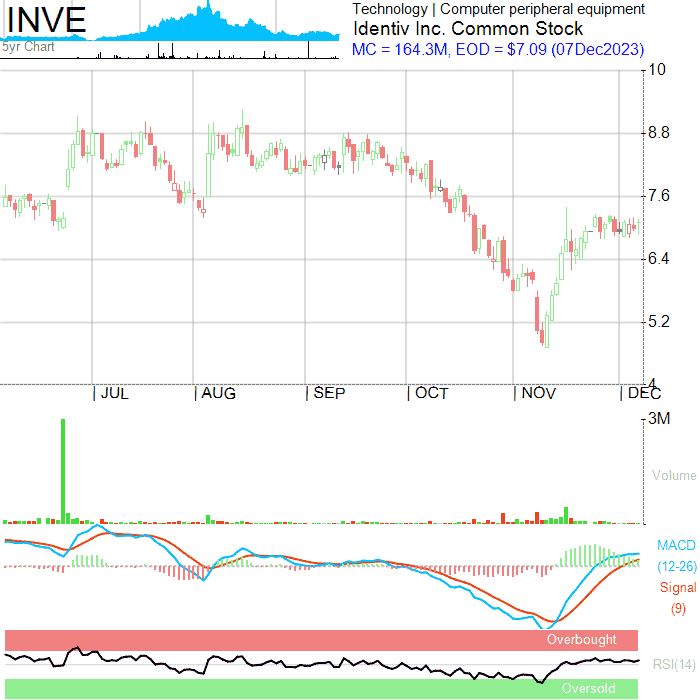 INVE
5yr Chart
Technology | Computer peripheral equipment
Identiv Inc. Common Stock
MC = 164.3M, EOD = $7.09 (07Dec2023)
10
8.8
7.6
6.4
5.2
4
| JUL | AUG | SEP | OCT | NOV | DEC
3M
Volume
MACD
(12-26)
Signal
(9)
Overbought
RSI(14)
Oversold